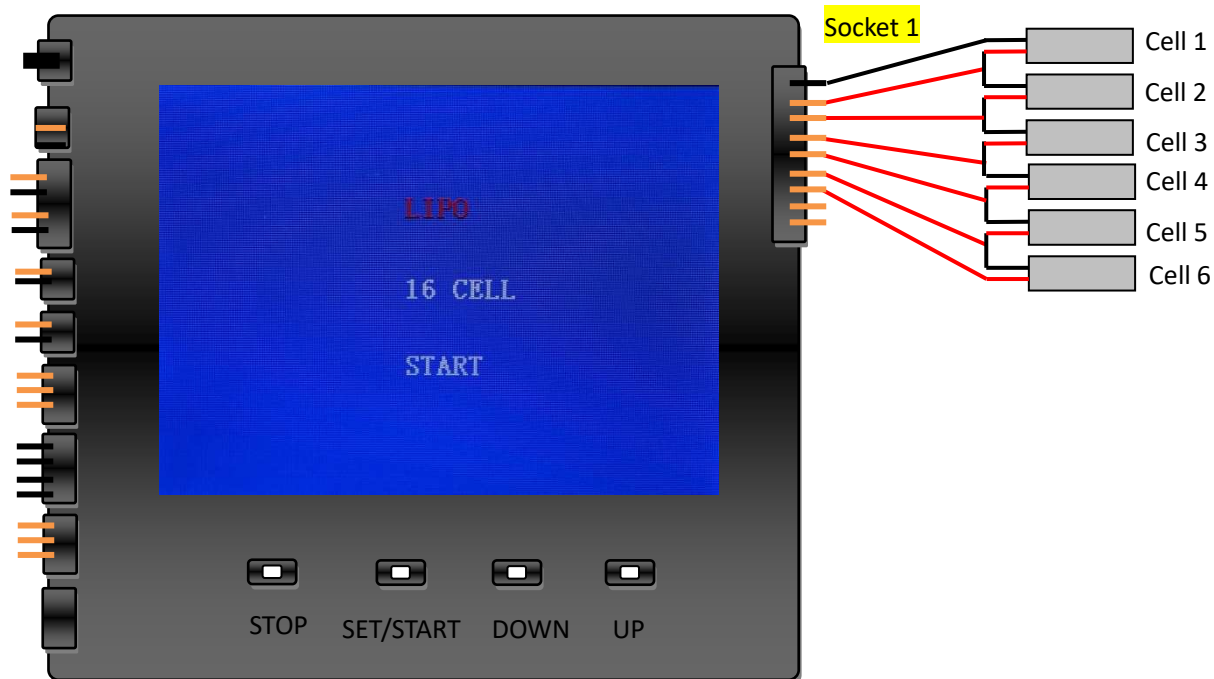 Socket 1
Cell 1
Cell 2
Cell 3
Cell 4
Cell 5
Cell 6
LIPO
16 CELL
START
STOP SET/START DOWN UP